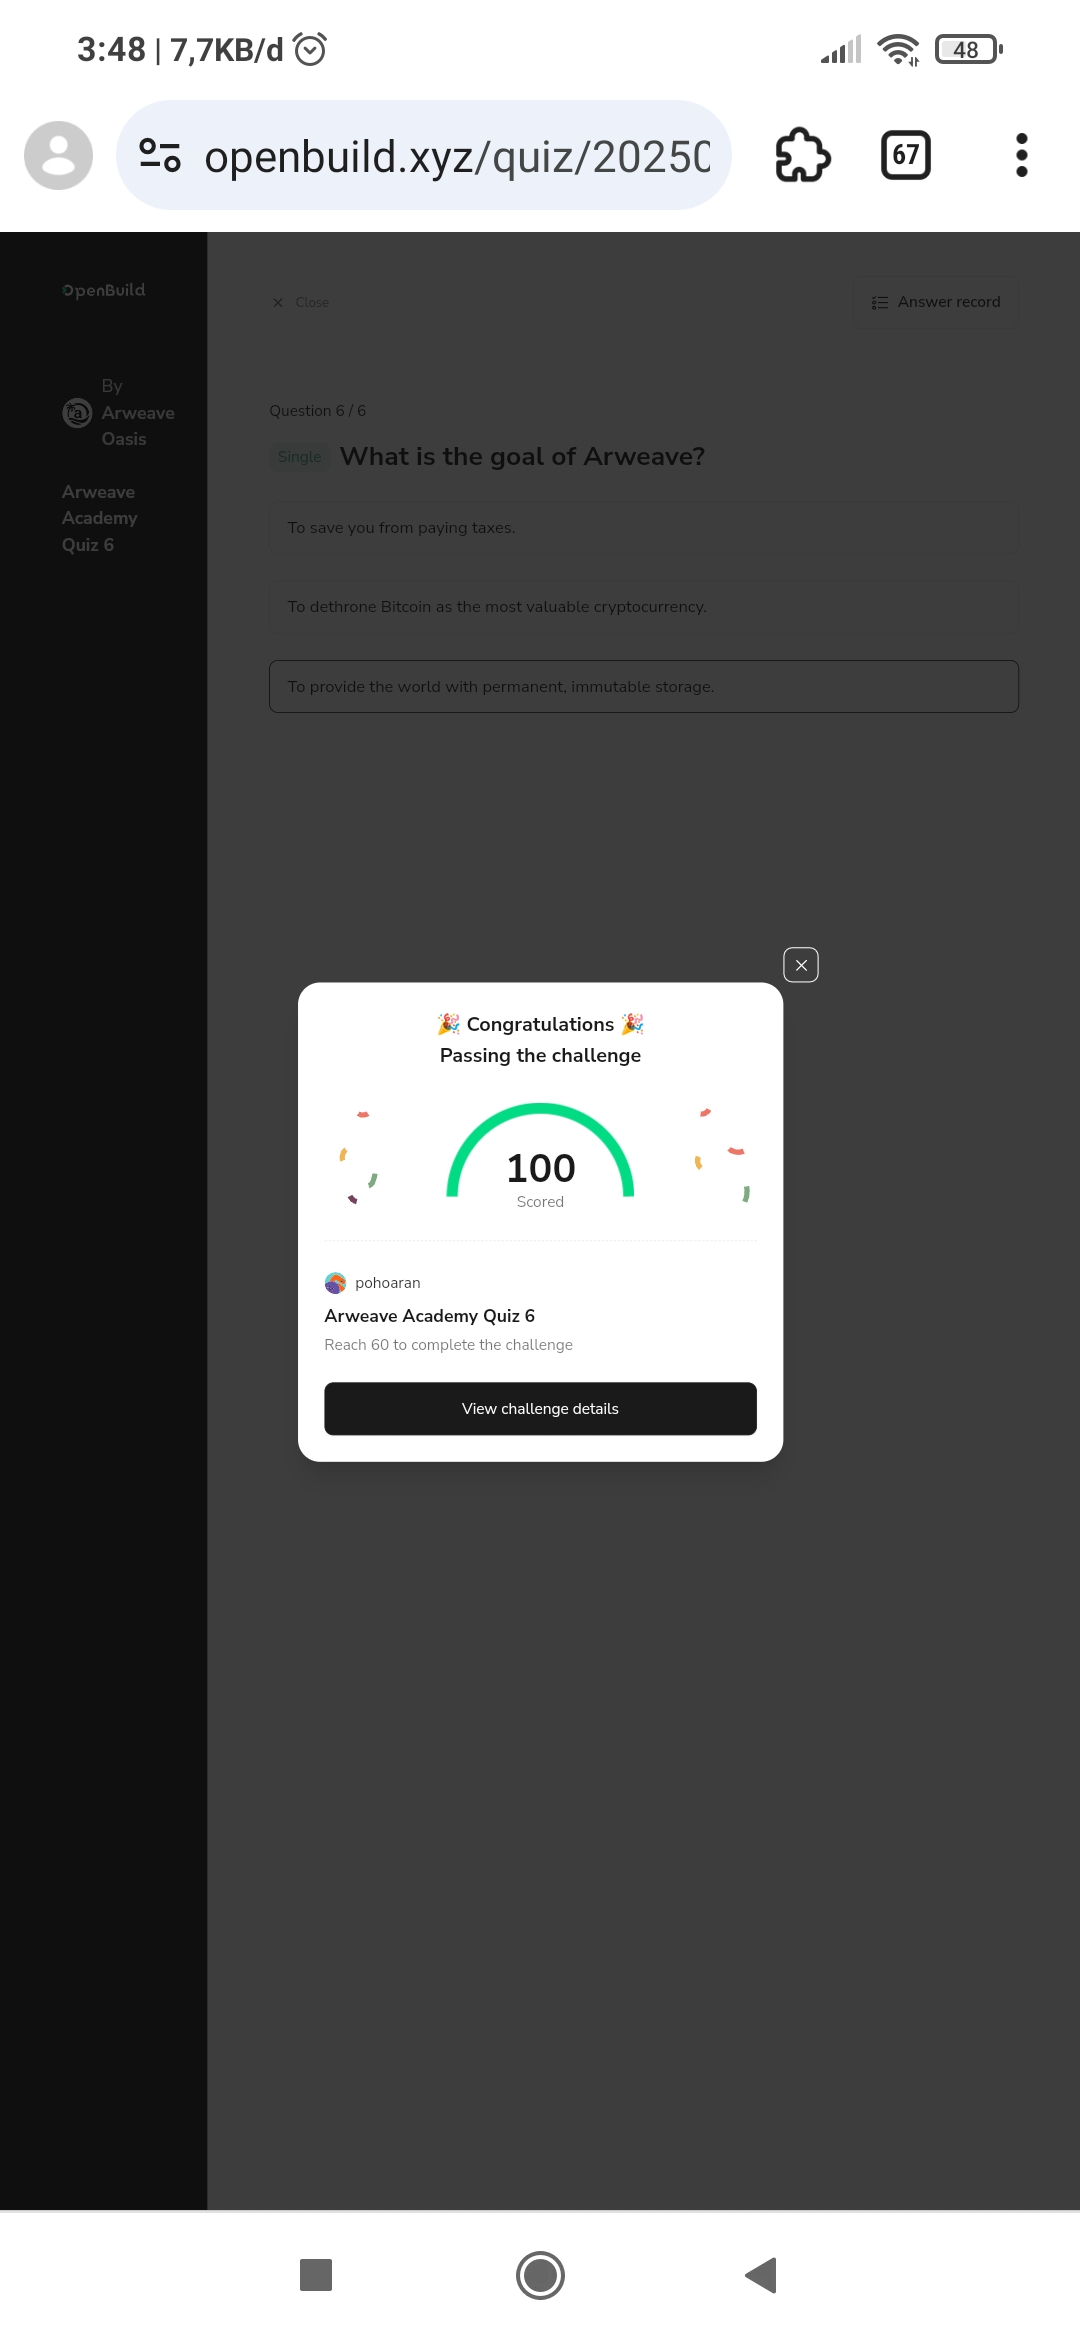 3:48 | 7,7KB/d
48
openbuild.xyz/quiz/20250
67
OpenBuild
Close
Answer record
By
Arweave
Oasis
Arweave
Academy
Quiz 6
Question 6 / 6
Single What is the goal of Arweave?
To save you from paying taxes.
To dethrone Bitcoin as the most valuable cryptocurrency.
To provide the world with permanent, immutable storage.
🎉 Congratulations 🎉
Passing the challenge
100
Scored
pohoaran
Arweave Academy Quiz 6
Reach 60 to complete the challenge
View challenge details